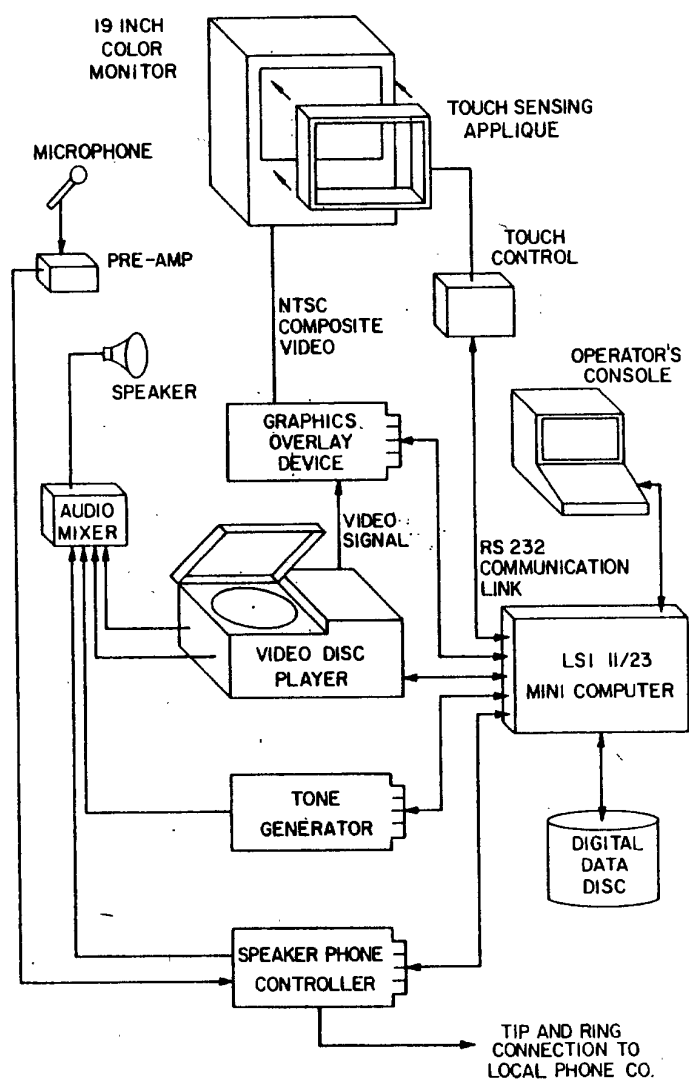 19 INCH
COLOR
MONITOR
TOUCH SENSING
APPLIQUE
MICROPHONE
PRE-AMP
TOUCH
CONTROL
NTSC
COMPOSITE
VIDEO
OPERATOR'S
CONSOLE
SPEAKER
GRAPHICS
OVERLAY
DEVICE
AUDIO
MIXER
VIDEO
SIGNAL
RS 232
COMMUNICATION
LINK
VIDEO DISC
PLAYER
LSI 11/23
MINI COMPUTER
TONE
GENERATOR
DIGITAL
DATA
DISC
SPEAKER PHONE
CONTROLLER
TIP AND RING
CONNECTION TO
LOCAL PHONE CO.